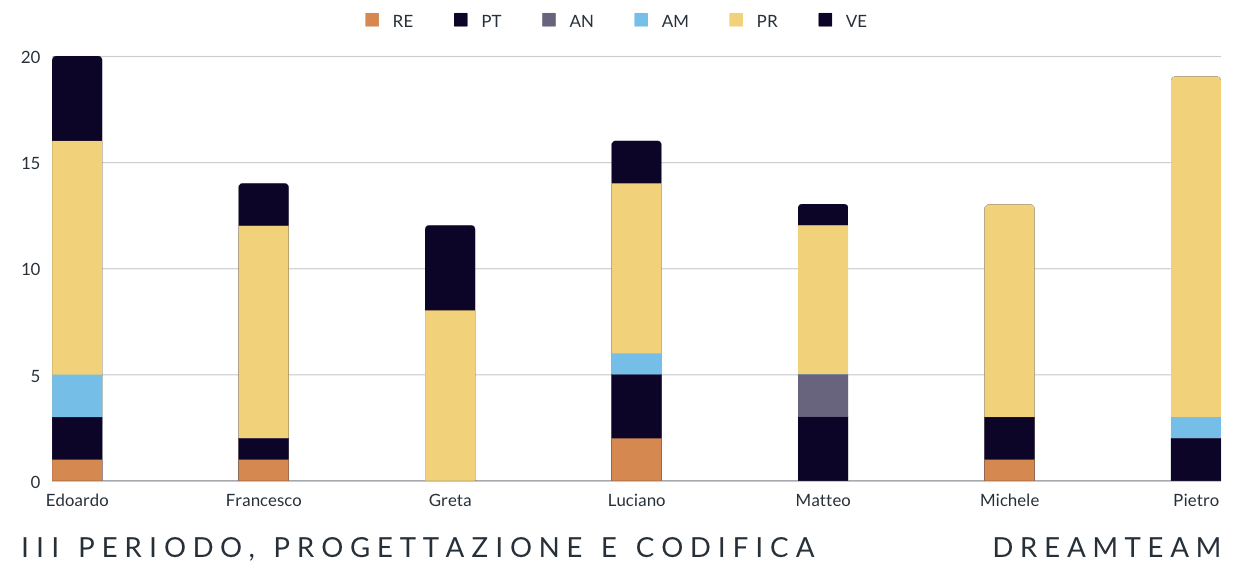 RE PT AN AM PR VE
20
15
10
5
0
Edoardo Francesco Greta Luciano Matteo Michele Pietro
III PERIODO, PROGETTAZIONE E CODIFICA DREAMTEAM